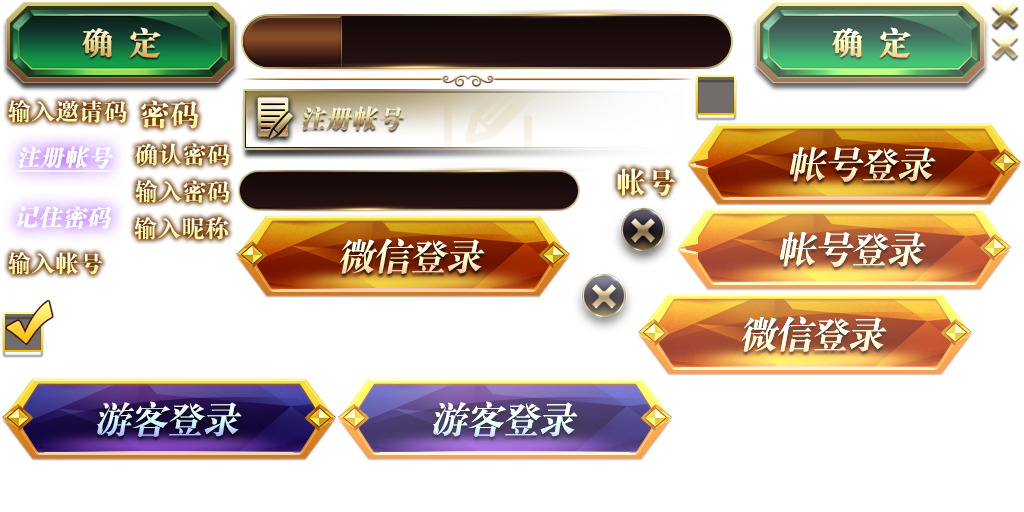 确 定
确 定
输入邀请码
密码
注册帐号
注册帐号
确认密码
帐号登录
记住密码
输入密码
帐号
输入昵称
输入帐号
微信登录
帐号登录
微信登录
游客登录
游客登录